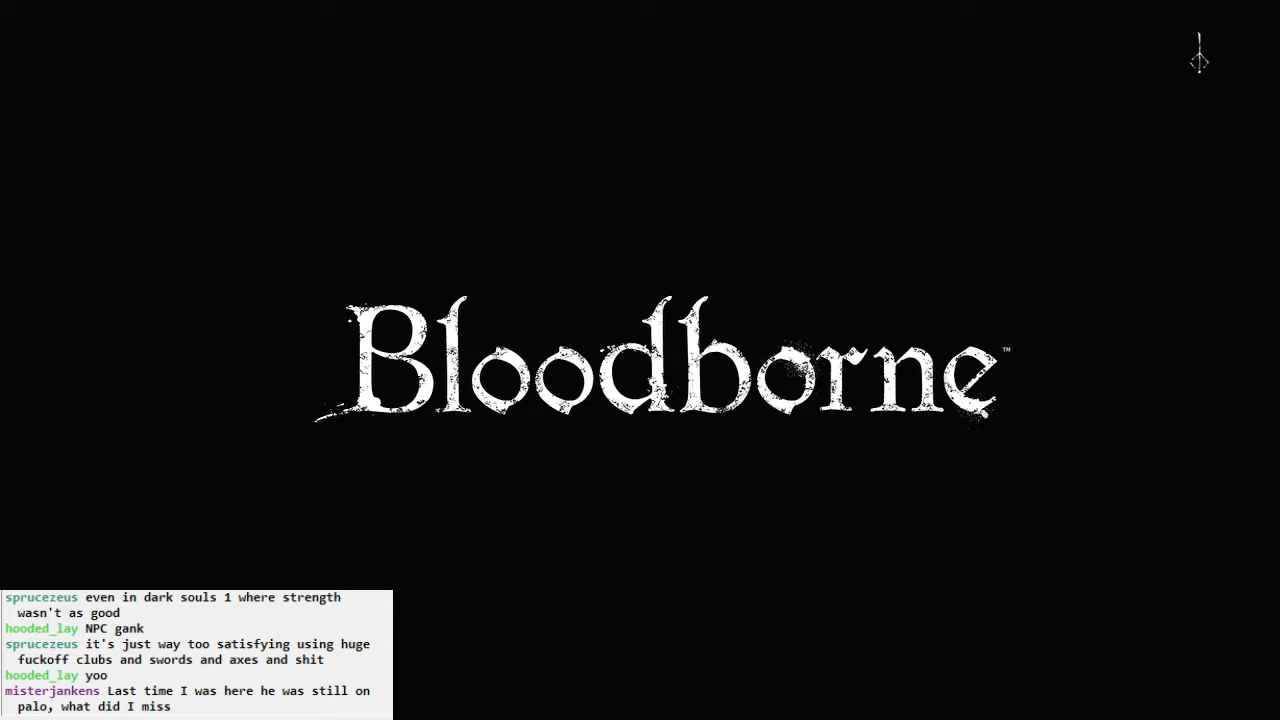 Bloodborne™
sprucezeus even in dark souls 1 where strength
wasn't as good
hooded_lay NPC gank
sprucezeus it's just way too satisfying using huge
fuckoff clubs and swords and axes and shit
hooded_lay yoo
misterjankens Last time I was here he was still on
palo, what did I miss